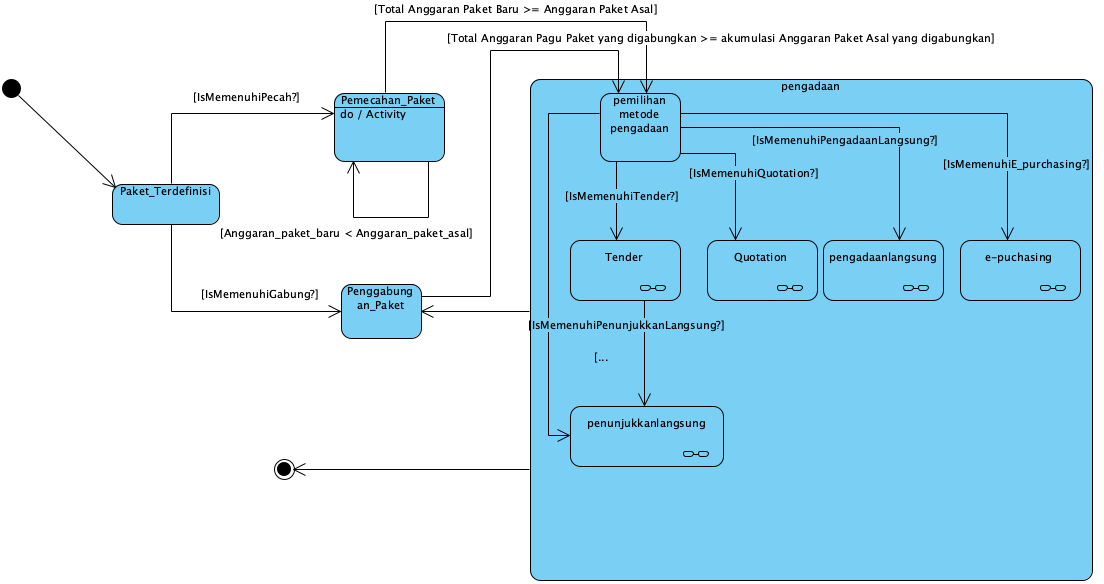 [Total Anggaran Paket Baru >= Anggaran Paket Asal]
[Total Anggaran Pagu Paket yang digabungkan >= akumulasi Anggaran Paket Asal yang digabungkan]
pengadaan
[IsMemenuhiPecah?]
Pemecahan_Paket
do / Activity
pemilihan
metode
pengadaan
[IsMemenuhiPengadaanLangsung?]
[IsMemenuhiE_purchasing?]
[IsMemenuhiQuotation?]
Paket_Terdefinisi
[IsMemenuhiTender?]
[Anggaran_paket_baru < Anggaran_paket_asal]
Tender
Quotation
pengadaanlangsung
e-puchasing
[IsMemenuhiGabung?]
Penggabung
an_Paket
[IsMemenuhiPenunjukkanLangsung?]
[...
penunjukkanlangsung